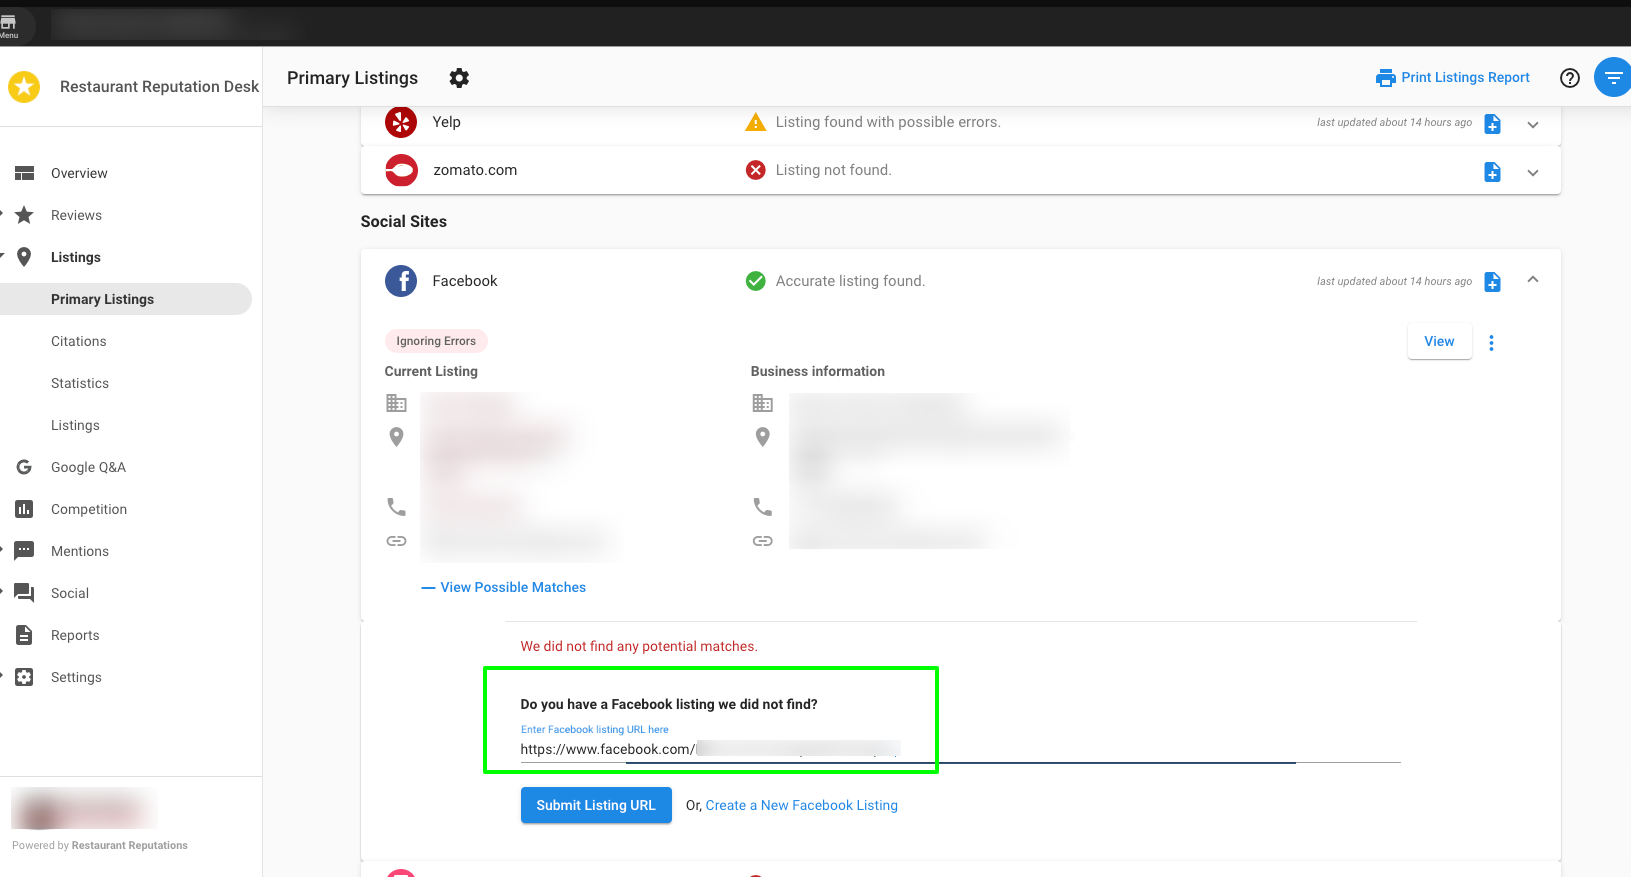 Menu
Restaurant Reputation Desk
Primary Listings
Print Listings Report
Yelp
Listing found with possible errors.
last updated about 14 hours ago
zomato.com
Listing not found.
Social Sites
Facebook
Accurate listing found.
last updated about 14 hours ago
Ignoring Errors
View
Current Listing
Business information
View Possible Matches
We did not find any potential matches.
Do you have a Facebook listing we did not find?
Enter Facebook listing URL here
https://www.facebook.com/
Submit Listing URL
Or, Create a New Facebook Listing
Overview
Reviews
Listings
Primary Listings
Citations
Statistics
Listings
Google Q&A
Competition
Mentions
Social
Reports
Settings
Powered by Restaurant Reputations